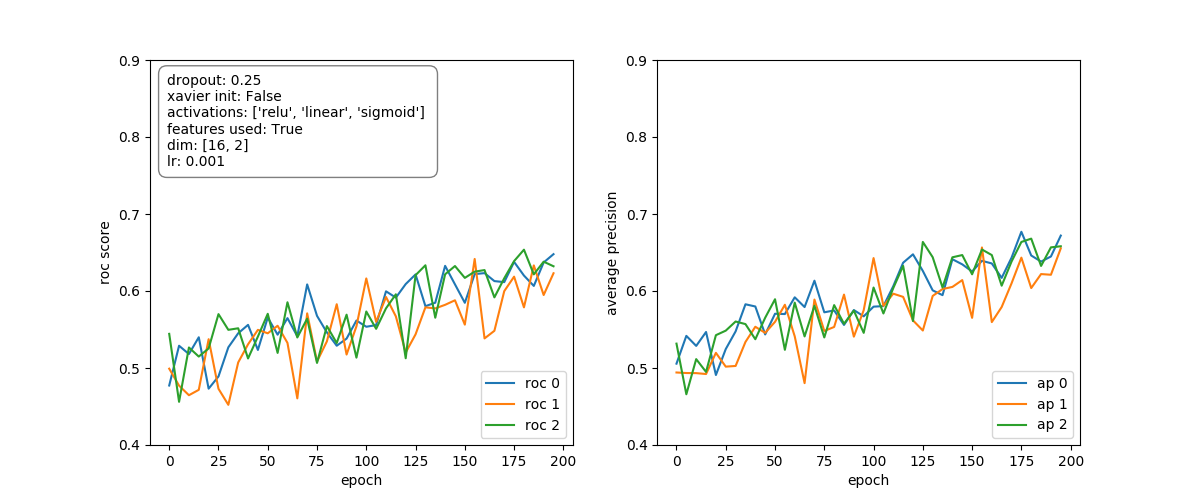 dropout: 0.25
xavier init: False
activations: ['relu', 'linear', 'sigmoid']
features used: True
dim: [16, 2]
lr: 0.001
roc score
0.9
0.8
0.7
0.6
0.5
0.4
0 25 50 75 100 125 150 175 200
epoch
roc 0
roc 1
roc 2
average precision
0.9
0.8
0.7
0.6
0.5
0.4
0 25 50 75 100 125 150 175 200
epoch
ap 0
ap 1
ap 2